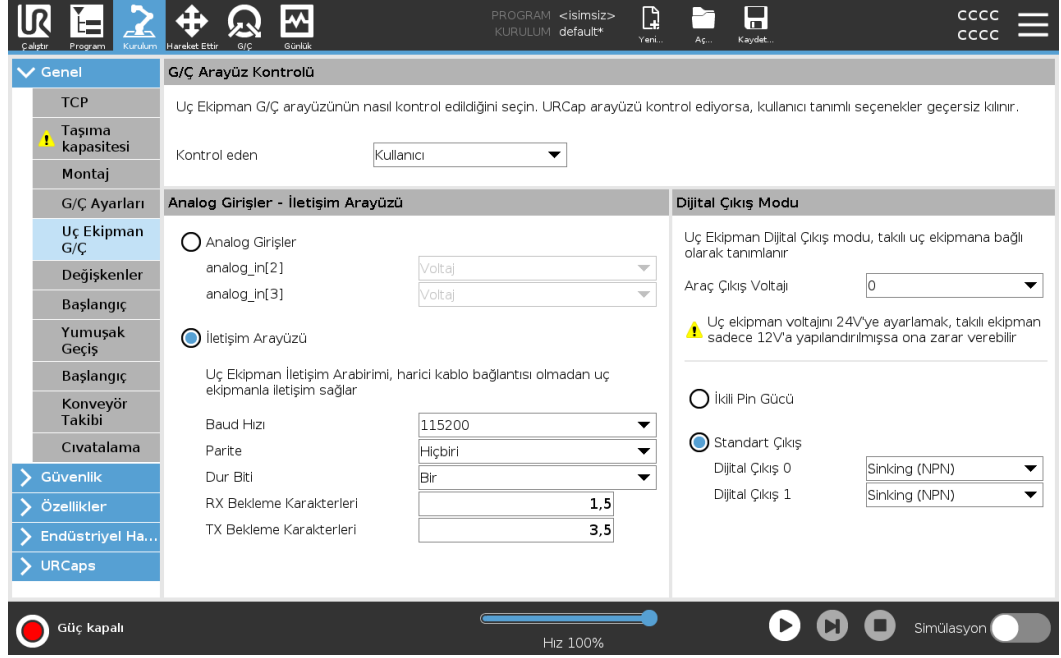 PROGRAM <isimsiz>
KURULUM default*
CCCC
CCCC
Çalıştır
Program
Kurulum
Hareket Ettir
G/Ç
Günlük
Yeni...
Aç...
Kaydet...
Genel
TCP
Taşıma
kapasitesi
Montaj
G/Ç Ayarları
Uç Ekipman
G/Ç
Değişkenler
Başlangıç
Yumuşak
Geçiş
Başlangıç
Konveyör
Takibi
Cıvatalama
Güvenlik
Özellikler
Endüstriyel Ha...
URCaps
G/Ç Arayüz Kontrolü
Uç Ekipman G/Ç arayüzünün nasıl kontrol edildiğini seçin. URCap arayüzü kontrol ediyorsa, kullanıcı tanımlı seçenekler geçersiz kılınır.
Kontrol eden Kullanıcı
Analog Girişler - İletişim Arayüzü
Analog Girişler
analog_in[2] Voltaj
analog_in[3] Voltaj
İletişim Arayüzü
Uç Ekipman İletişim Arabirimi, harici kablo bağlantısı olmadan uç
ekipmanla iletişim sağlar
Baud Hızı 115200
Parite Hiçbiri
Dur Biti Bir
RX Bekleme Karakterleri 1,5
TX Bekleme Karakterleri 3,5
Dijital Çıkış Modu
Uç Ekipman Dijital Çıkış modu, takılı uç ekipmana bağlı
olarak tanımlanır
Araç Çıkış Voltajı 0
Uç ekipman voltajını 24V'ye ayarlamak, takılı ekipman
sadece 12V'a yapılandırılmışsa ona zarar verebilir
İkili Pin Gücü
Standart Çıkış
Dijital Çıkış 0 Sinking (NPN)
Dijital Çıkış 1 Sinking (NPN)
Güç kapalı
Hız 100%
Simülasyon